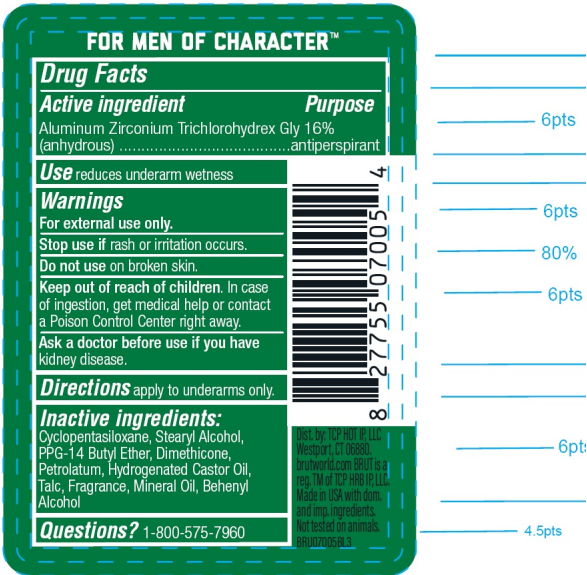 FOR MEN OF CHARACTER™
Drug Facts
Active ingredient Purpose
Aluminum Zirconium Trichlorohydrex Gly 16%
(anhydrous) ......................................antiperspirant
Use reduces underarm wetness
Warnings
For external use only.
Stop use if rash or irritation occurs.
Do not use on broken skin.
Keep out of reach of children. In case
of ingestion, get medical help or contact
a Poison Control Center right away.
Ask a doctor before use if you have
kidney disease.
Directions apply to underarms only.
Inactive ingredients:
Cyclopentasiloxane, Stearyl Alcohol,
PPG-14 Butyl Ether, Dimethicone,
Petrolatum, Hydrogenated Castor Oil,
Talc, Fragrance, Mineral Oil, Behenyl
Alcohol
Questions? 1-800-575-7960
8 27755 07005 4
Dist. by: TCP HOT IP, LLC
Westport, CT 06880.
brutworld.com BRUT is a
reg. TM of TCP HRB IP, LLC.
Made in USA with dom.
and imp. ingredients.
Not tested on animals.
BRU07005BL3
6pts
6pts
80%
6pts
6pts
4.5pts